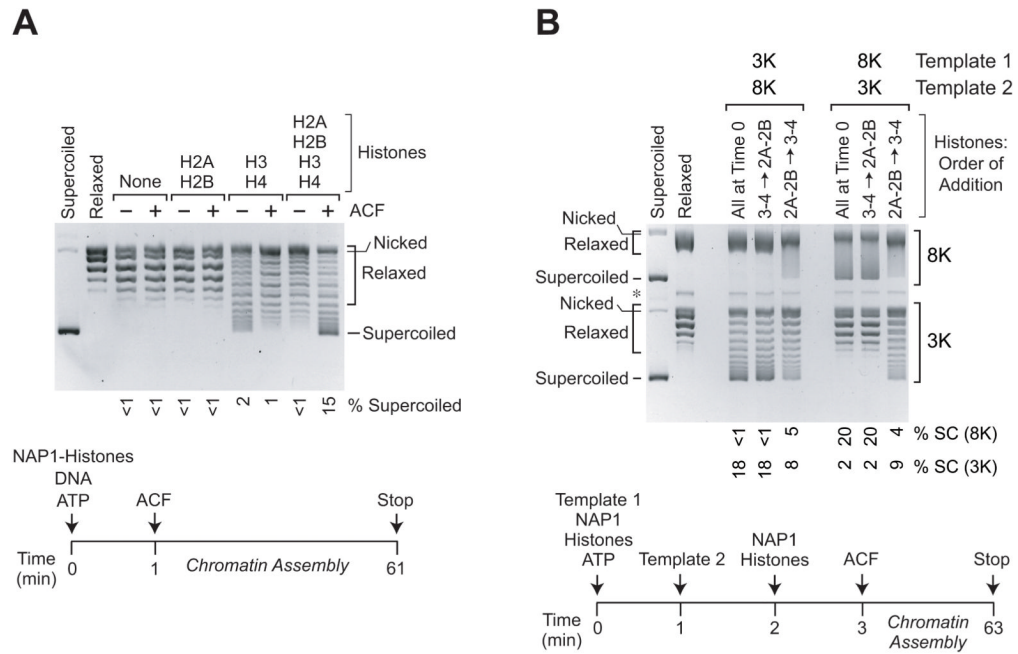 A
Supercoiled
Relaxed
None
H2A
H2B
H3
H4
H2A
H2B
H3
H4
Histones
− + − + − + − + ACF
Nicked
Relaxed
Supercoiled
<1 <1 <1 <1 2 1 <1 15 % Supercoiled
NAP1-Histones
DNA
ATP
ACF
Stop
Time
(min)
0 1 Chromatin Assembly 61
B
3K 8K Template 1
8K 3K Template 2
Supercoiled
Relaxed
All at Time 0
3-4 → 2A-2B
2A-2B → 3-4
All at Time 0
3-4 → 2A-2B
2A-2B → 3-4
Histones:
Order of
Addition
Nicked
Relaxed
Supercoiled
*
Nicked
Relaxed
Supercoiled
8K
3K
<1 <1 5 20 20 4 % SC (8K)
18 18 8 2 2 9 % SC (3K)
Template 1
NAP1
Histones
ATP
Template 2
NAP1
Histones
ACF
Stop
Time
(min)
0 1 2 3 Chromatin
Assembly
63